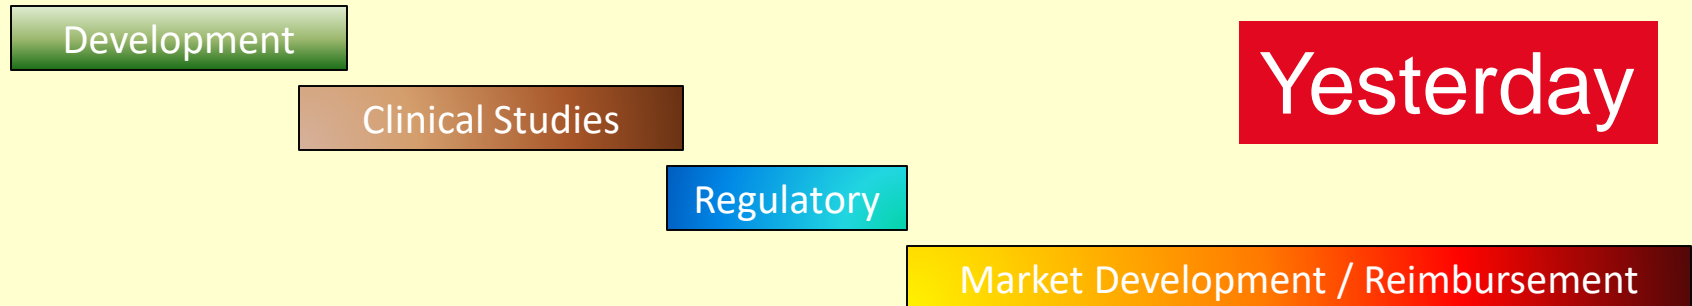 Development
Yesterday
Clinical Studies
Regulatory
Market Development / Reimbursement